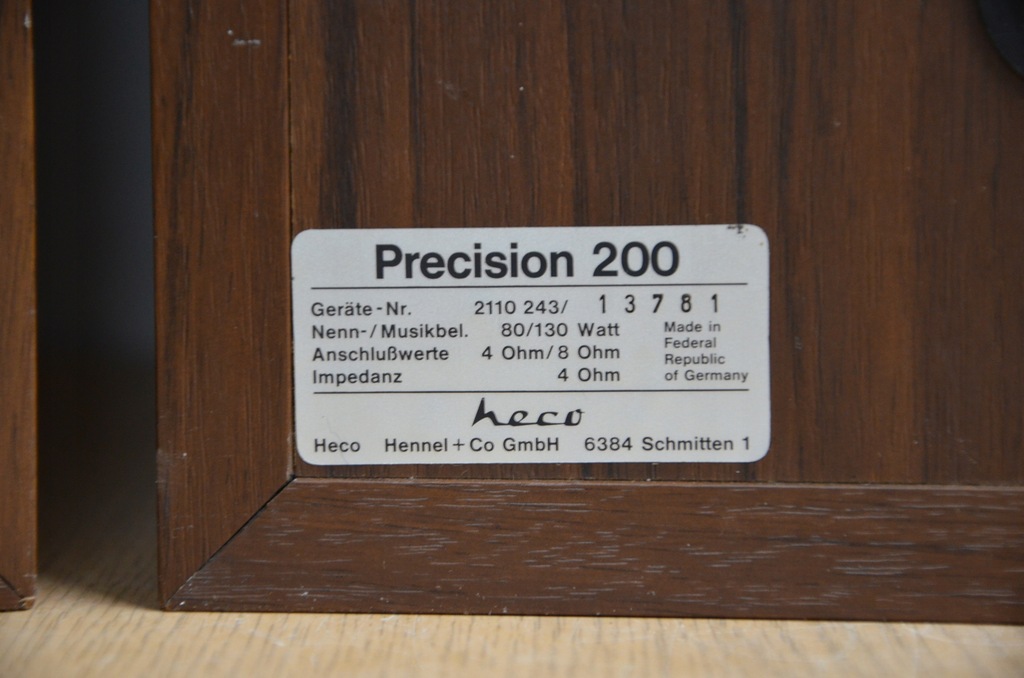 Precision 200
Geräte-Nr. 2110 243/ 13781
Nenn-/Musikbel. 80/130 Watt
Anschlußwerte 4 Ohm/8 Ohm
Impedanz 4 Ohm
Made in
Federal
Republic
of Germany
heco
Heco Hennel+Co GmbH 6384 Schmitten 1